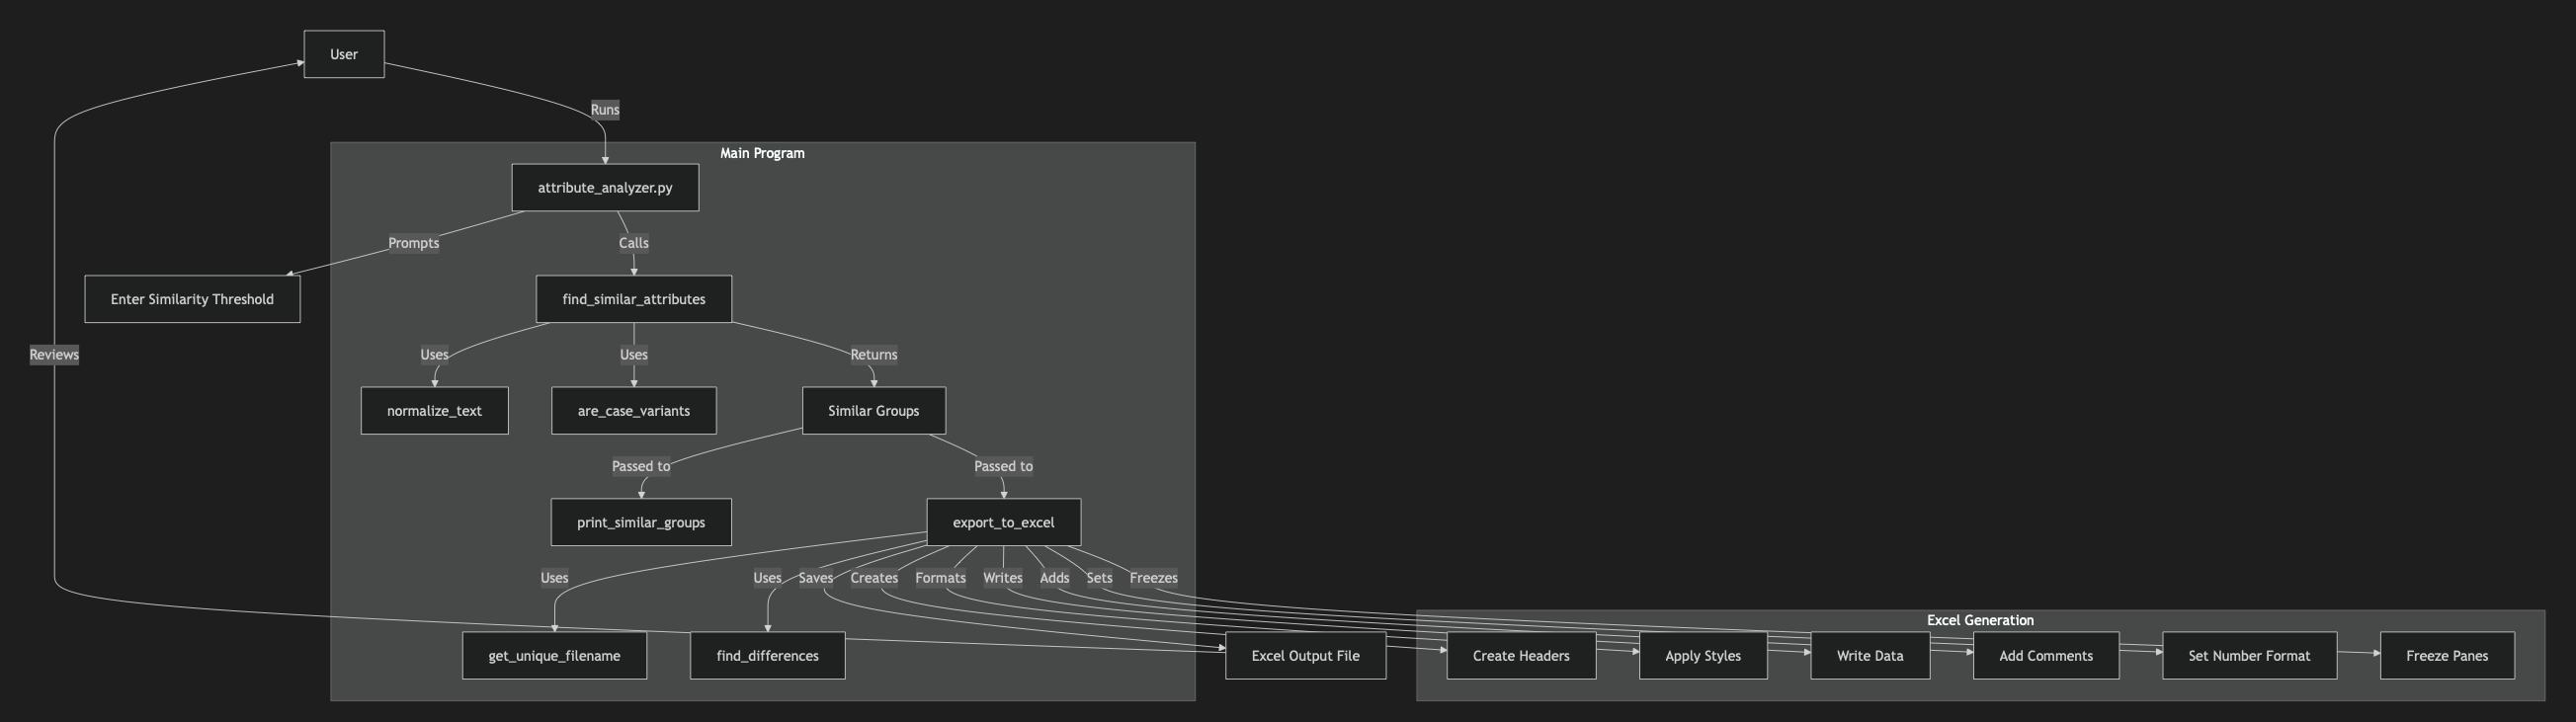 User
Runs
Main Program
attribute_analyzer.py
Prompts
Calls
Enter Similarity Threshold
find_similar_attributes
Reviews
Uses
Uses
Returns
normalize_text
are_case_variants
Similar Groups
Passed to
Passed to
print_similar_groups
export_to_excel
Uses
Uses
Saves
Creates
Formats
Writes
Adds
Sets
Freezes
Excel Generation
get_unique_filename
find_differences
Excel Output File
Create Headers
Apply Styles
Write Data
Add Comments
Set Number Format
Freeze Panes